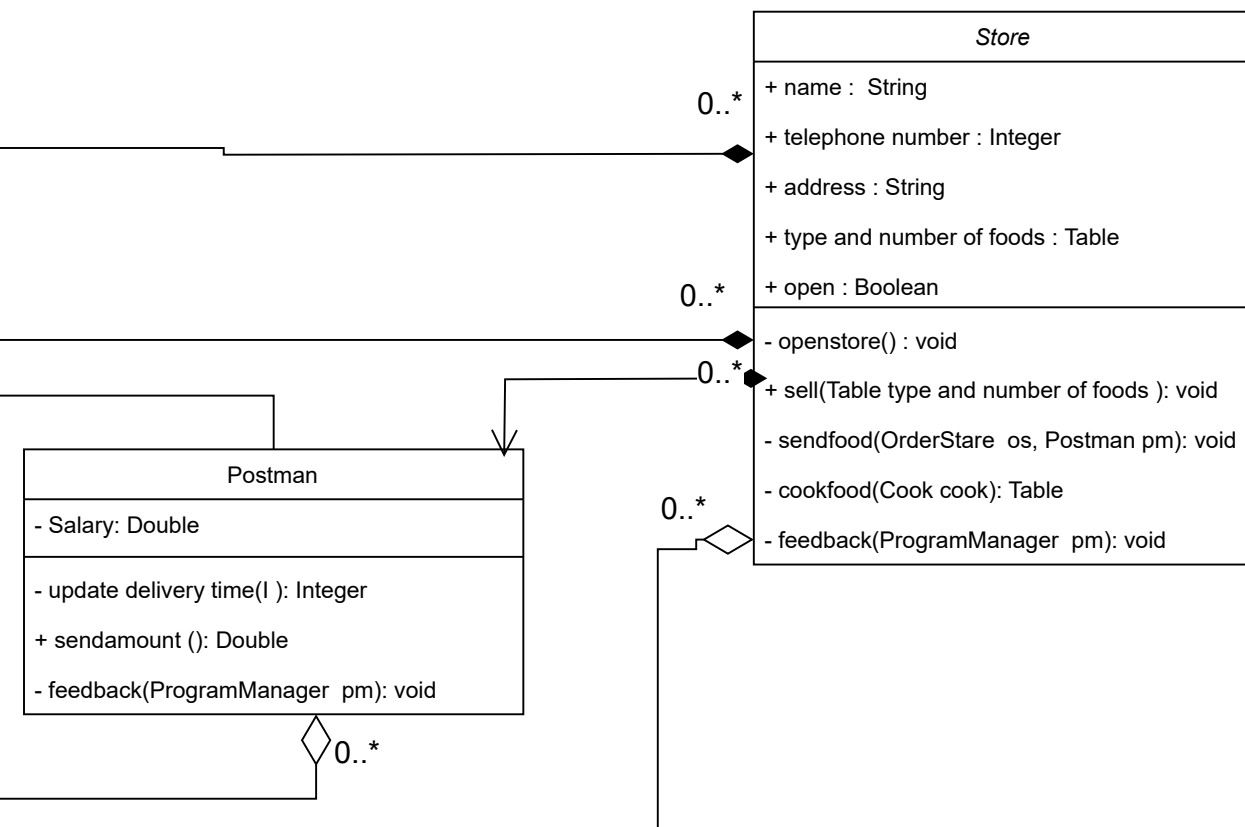 Store
0..*
+ name :  String
+ telephone number : Integer
+ address : String
+ type and number of foods : Table
0..*
+ open : Boolean
- openstore() : void
0..*
+ sell(Table type and number of foods ): void
- sendfood(OrderStare  os, Postman pm): void
- cookfood(Cook cook): Table
0..*
- feedback(ProgramManager  pm): void
Postman
- Salary: Double
- update delivery time(I ): Integer
+ sendamount (): Double
- feedback(ProgramManager  pm): void
0..*